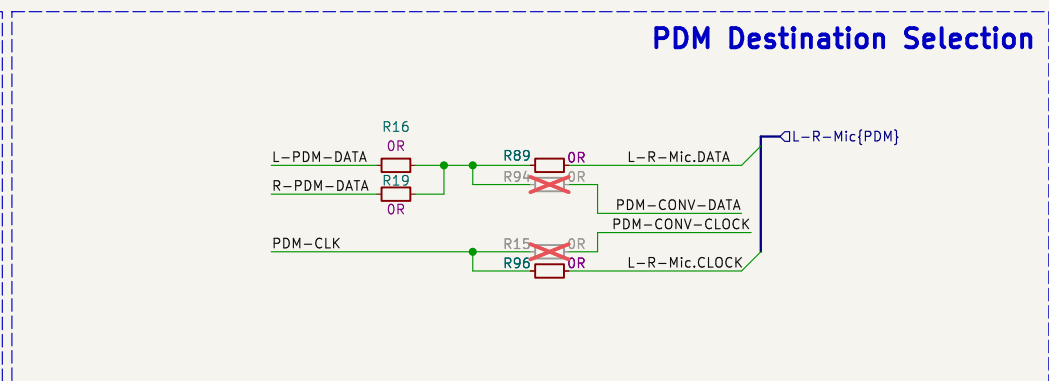 PDM Destination Selection
R16
0R
L-PDM-DATA
R89
0R
L-R-Mic.DATA
L-R-Mic{PDM}
R19
R94
0R
R-PDM-DATA
0R
PDM-CONV-DATA
PDM-CONV-CLOCK
PDM-CLK
R15
0R
R96
0R
L-R-Mic.CLOCK